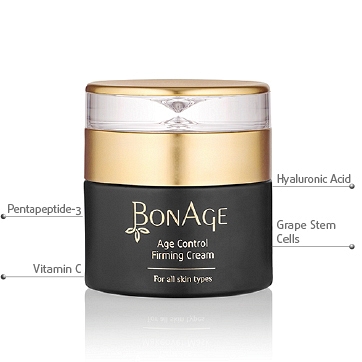 Hyaluronic Acid
Pentapeptide-3
BONAGE
Grape Stem
Cells
Age Control
Firming Cream
Vitamin C
For all skin types